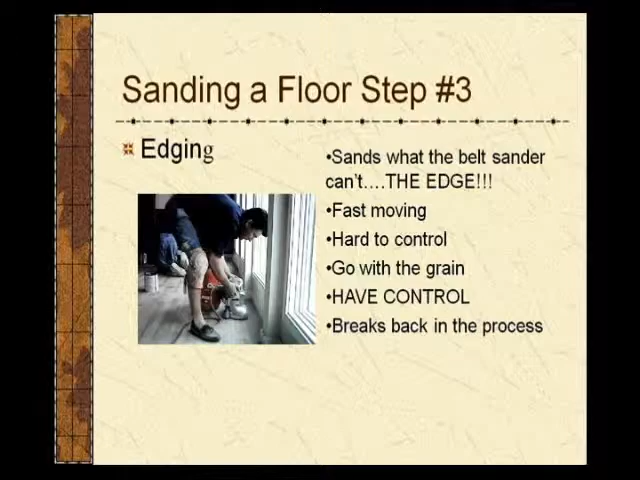 Sanding a Floor Step #3
Edging
•Sands what the belt sander
can't....THE EDGE!!!
•Fast moving
•Hard to control
•Go with the grain
•HAVE CONTROL
•Breaks back in the process